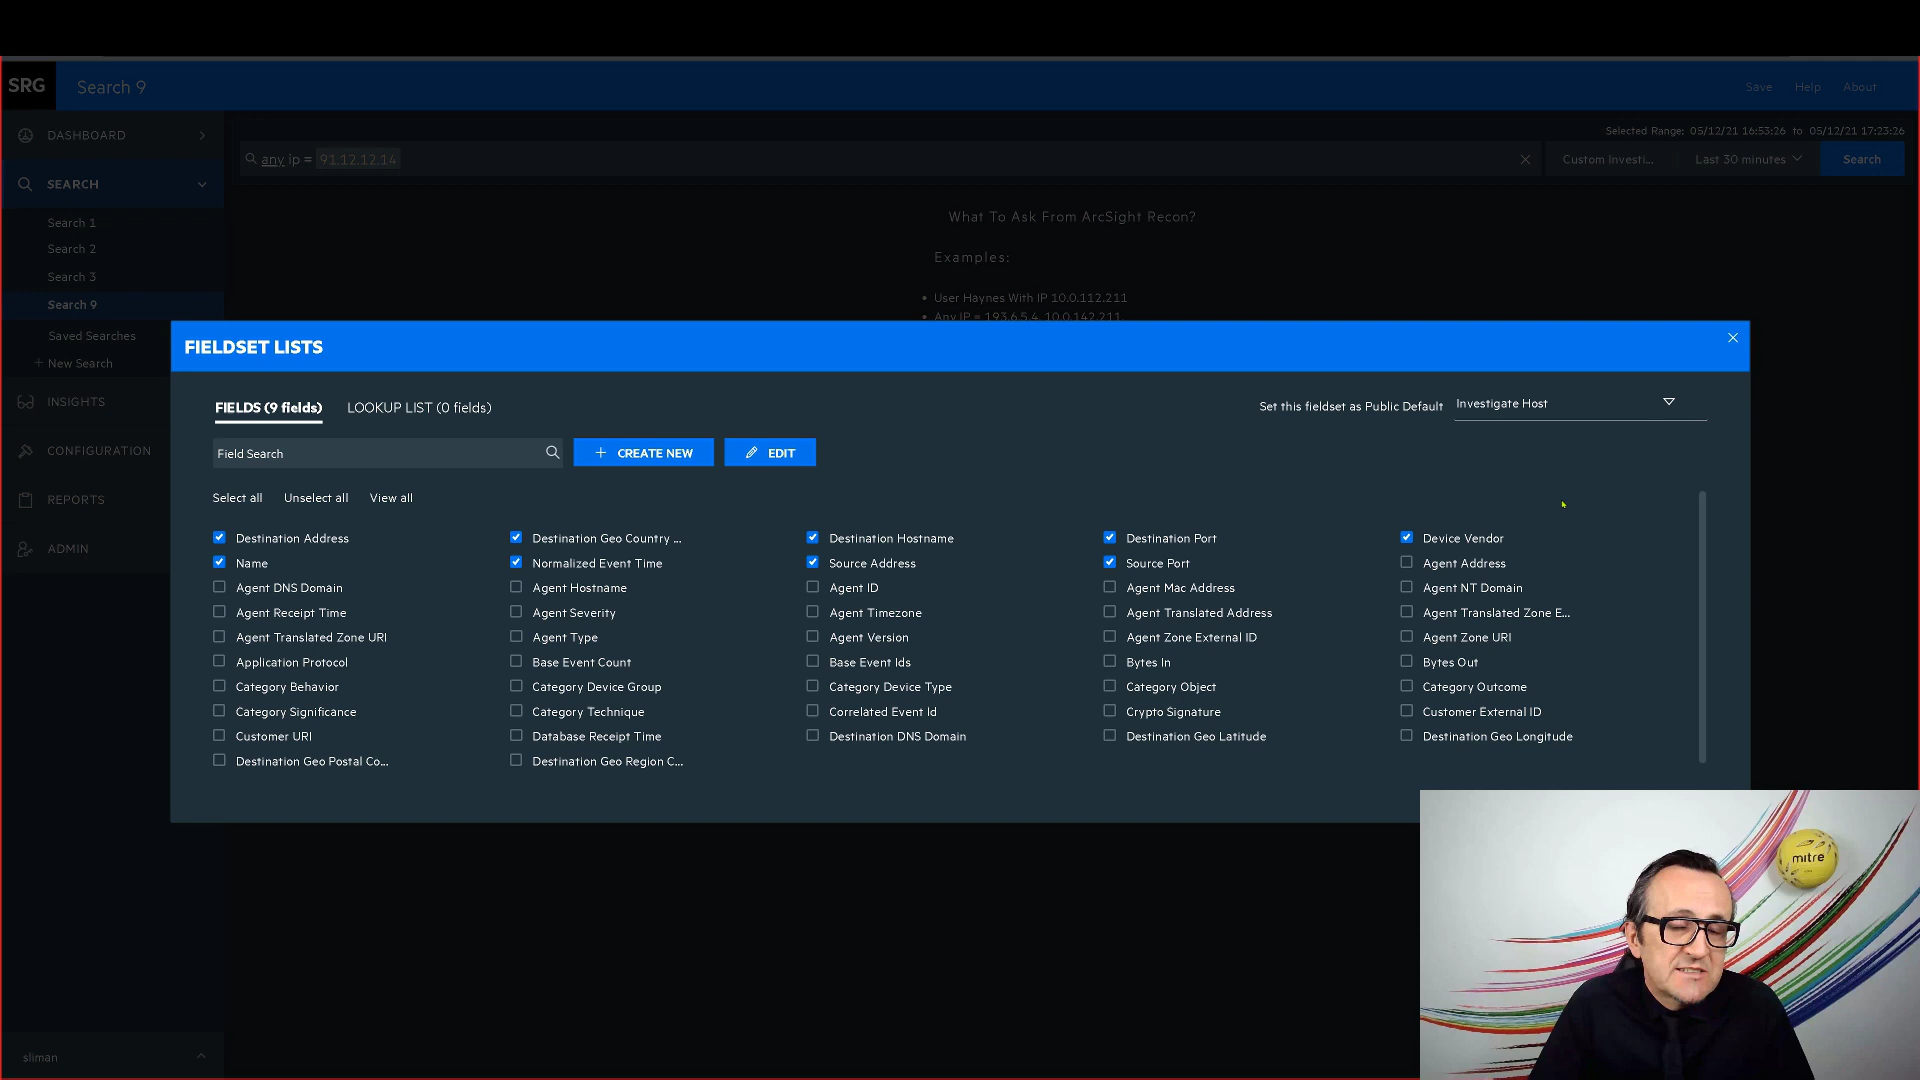 SRG
Search 9
Save Help About
DASHBOARD
Selected Range: 05/12/21 16:53:26 to 05/12/21 17:23:26
any ip = 91.12.12.14
Custom Investi...
Last 30 minutes
Search
SEARCH
Search 1
Search 2
Search 3
Search 9
Saved Searches
+ New Search
INSIGHTS
CONFIGURATION
REPORTS
ADMIN
What To Ask From ArcSight Recon?
Examples:
• User Haynes With IP 10.0.112.211
• Any IP = 193.6.5.4, 10.0.142.211,
FIELDSET LISTS
FIELDS (9 fields) LOOKUP LIST (0 fields)
Set this fieldset as Public Default Investigate Host
Field Search
+ CREATE NEW
EDIT
Select all Unselect all View all
Destination Address Destination Geo Country ... Destination Hostname Destination Port Device Vendor
Name Normalized Event Time Source Address Source Port Agent Address
Agent DNS Domain Agent Hostname Agent ID Agent Mac Address Agent NT Domain
Agent Receipt Time Agent Severity Agent Timezone Agent Translated Address Agent Translated Zone E...
Agent Translated Zone URI Agent Type Agent Version Agent Zone External ID Agent Zone URI
Application Protocol Base Event Count Base Event Ids Bytes In Bytes Out
Category Behavior Category Device Group Category Device Type Category Object Category Outcome
Category Significance Category Technique Correlated Event Id Crypto Signature Customer External ID
Customer URI Database Receipt Time Destination DNS Domain Destination Geo Latitude Destination Geo Longitude
Destination Geo Postal Co... Destination Geo Region C...
mitre
sliman